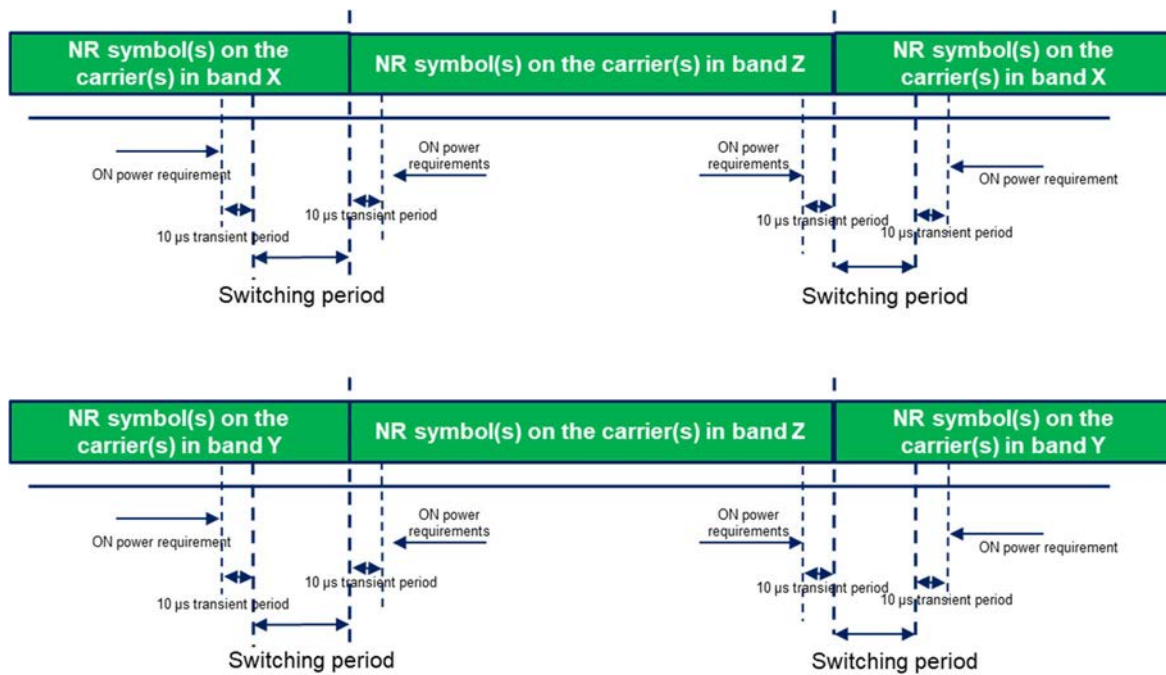 NR symbol(s) on the
carrier(s) in band X
NR symbol(s) on the carrier(s) in band Z
NR symbol(s) on the
carrier(s) in band X
ON power requirement
ON power
requirements
ON power
requirements
ON power requirement
10 µs transient period
10 µs transient period
10 µs transient period
10 µs transient period
Switching period
Switching period
NR symbol(s) on the
carrier(s) in band Y
NR symbol(s) on the carrier(s) in band Z
NR symbol(s) on the
carrier(s) in band Y
ON power requirement
ON power
requirements
ON power
requirements
ON power requirement
10 µs transient period
10 µs transient period
10 µs transient period
10 µs transient period
Switching period
Switching period